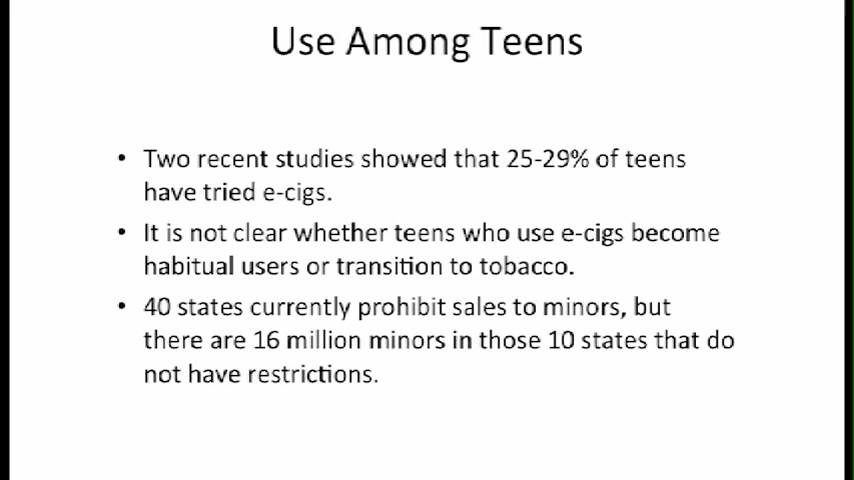 Use Among Teens
• Two recent studies showed that 25-29% of teens
have tried e-cigs.
• It is not clear whether teens who use e-cigs become
habitual users or transition to tobacco.
• 40 states currently prohibit sales to minors, but
there are 16 million minors in those 10 states that do
not have restrictions.